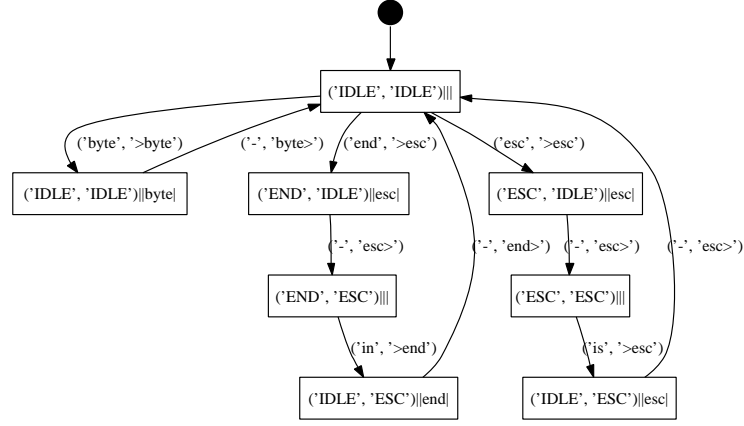 ('IDLE', 'IDLE')|||
('byte', '>byte')
('-', 'byte>')
('end', '>esc')
('esc', '>esc')
('IDLE', 'IDLE')||byte|
('END', 'IDLE')||esc|
('ESC', 'IDLE')||esc|
('-', 'esc>')
('-', 'end>')
('-', 'esc>')
('-', 'esc>')
('END', 'ESC')|||
('ESC', 'ESC')|||
('in', '>end')
('is', '>esc')
('IDLE', 'ESC')||end|
('IDLE', 'ESC')||esc|